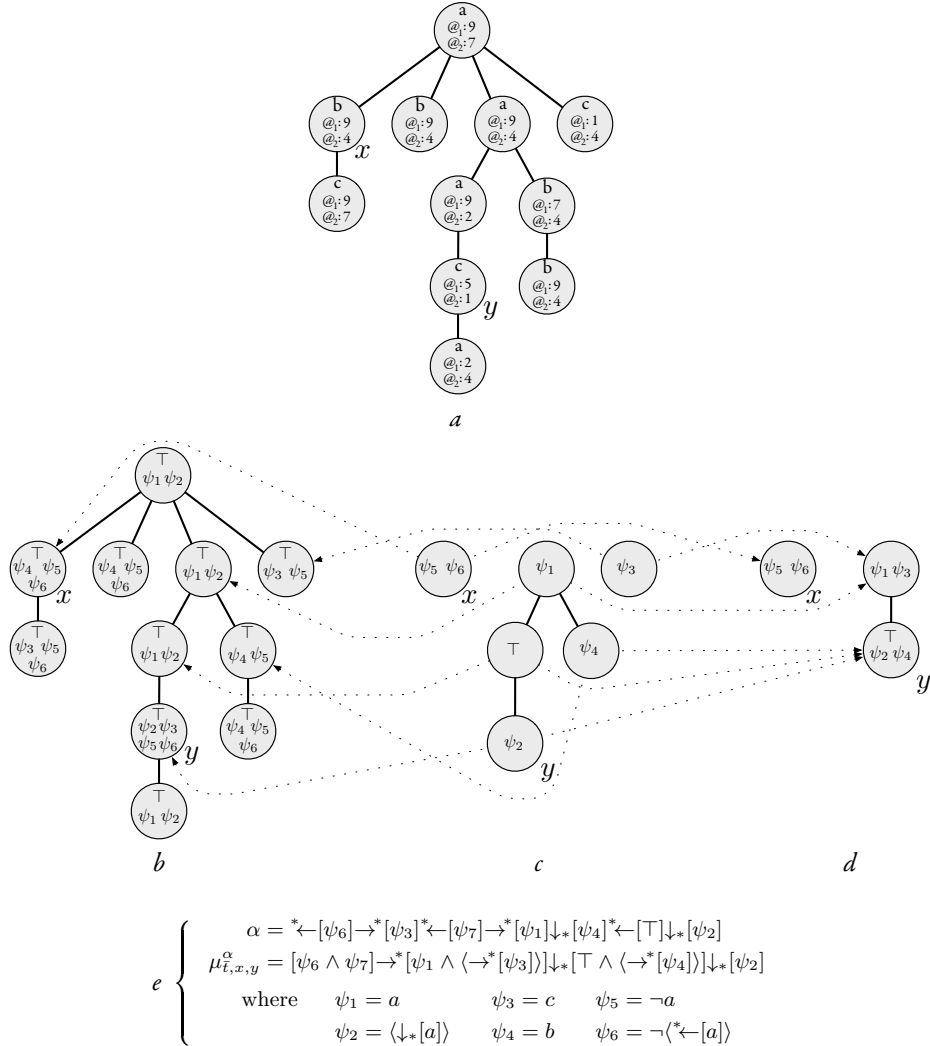 a
@₁:9
@₂:7
b
@₁:9
@₂:4
x
b
@₁:9
@₂:4
a
@₁:9
@₂:4
c
@₁:1
@₂:4
c
@₁:9
@₂:7
a
@₁:9
@₂:2
b
@₁:7
@₂:4
c
@₁:5
@₂:1
y
b
@₁:9
@₂:4
a
@₁:2
@₂:4
a
⊤
ψ₁ ψ₂
⊤
ψ₄ ψ₅
ψ₆
x
⊤
ψ₄ ψ₅
ψ₆
⊤
ψ₁ ψ₂
⊤
ψ₃ ψ₅
⊤
ψ₃ ψ₅
ψ₆
⊤
ψ₁ ψ₂
⊤
ψ₄ ψ₅
⊤
ψ₂ ψ₃
ψ₅ ψ₆
y
⊤
ψ₄ ψ₅
ψ₆
⊤
ψ₁ ψ₂
b
ψ₅ ψ₆
x
ψ₁
ψ₃
⊤
ψ₄
ψ₂
y
c
ψ₅ ψ₆
x
ψ₁ ψ₃
⊤
ψ₂ ψ₄
y
d
e {
α = *←[ψ₆]→*[ψ₃]*←[ψ₇]→*[ψ₁]↓*[ψ₄]*←[⊤]↓*[ψ₂]
μ^α_{t̄,x,y} = [ψ₆ ∧ ψ₇]→*[ψ₁ ∧ ⟨→*[ψ₃]⟩]↓*[⊤ ∧ ⟨→*[ψ₄]⟩]↓*[ψ₂]
where ψ₁ = a ψ₃ = c ψ₅ = ¬a
ψ₂ = ⟨↓*[a]⟩ ψ₄ = b ψ₆ = ¬⟨*←[a]⟩